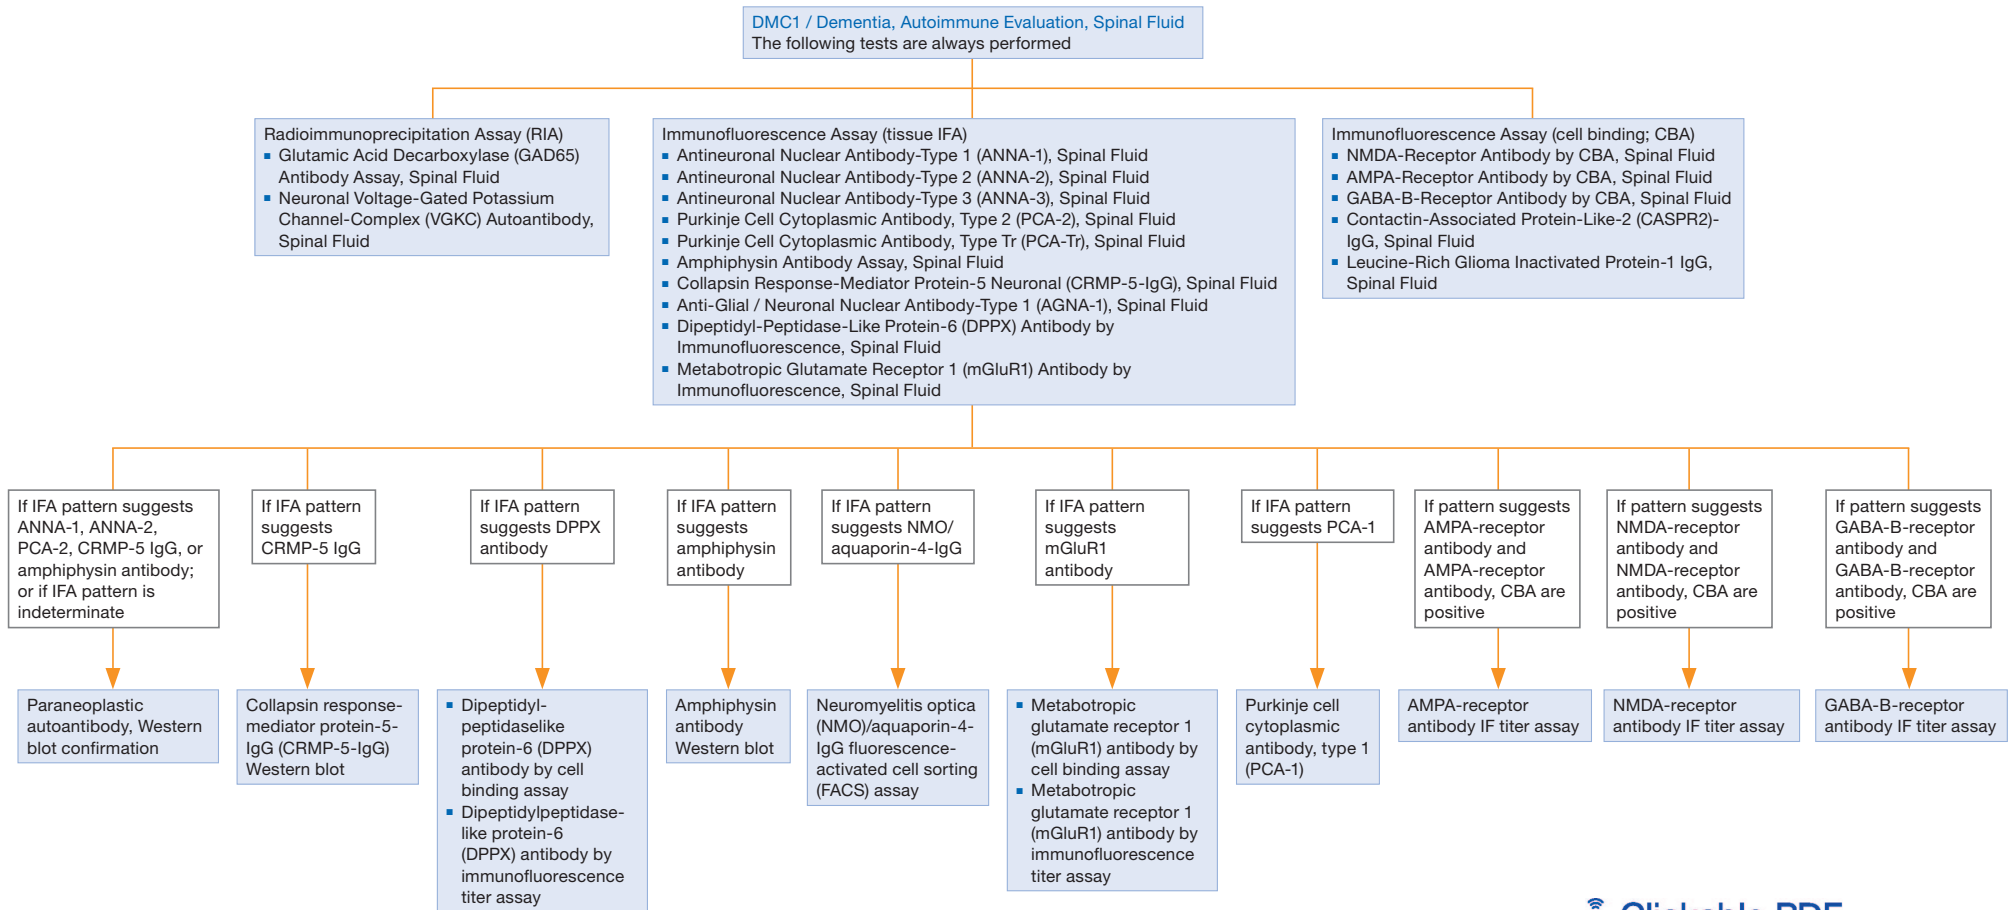 DMC1 / Dementia, Autoimmune Evaluation, Spinal Fluid
The following tests are always performed
Radioimmunoprecipitation Assay (RIA)
▪ Glutamic Acid Decarboxylase (GAD65)
Antibody Assay, Spinal Fluid
▪ Neuronal Voltage-Gated Potassium
Channel-Complex (VGKC) Autoantibody,
Spinal Fluid
Immunofluorescence Assay (tissue IFA)
▪ Antineuronal Nuclear Antibody-Type 1 (ANNA-1), Spinal Fluid
▪ Antineuronal Nuclear Antibody-Type 2 (ANNA-2), Spinal Fluid
▪ Antineuronal Nuclear Antibody-Type 3 (ANNA-3), Spinal Fluid
▪ Purkinje Cell Cytoplasmic Antibody, Type 2 (PCA-2), Spinal Fluid
▪ Purkinje Cell Cytoplasmic Antibody, Type Tr (PCA-Tr), Spinal Fluid
▪ Amphiphysin Antibody Assay, Spinal Fluid
▪ Collapsin Response-Mediator Protein-5 Neuronal (CRMP-5-IgG), Spinal Fluid
▪ Anti-Glial / Neuronal Nuclear Antibody-Type 1 (AGNA-1), Spinal Fluid
▪ Dipeptidyl-Peptidase-Like Protein-6 (DPPX) Antibody by
Immunofluorescence, Spinal Fluid
▪ Metabotropic Glutamate Receptor 1 (mGluR1) Antibody by
Immunofluorescence, Spinal Fluid
Immunofluorescence Assay (cell binding; CBA)
▪ NMDA-Receptor Antibody by CBA, Spinal Fluid
▪ AMPA-Receptor Antibody by CBA, Spinal Fluid
▪ GABA-B-Receptor Antibody by CBA, Spinal Fluid
▪ Contactin-Associated Protein-Like-2 (CASPR2)-
IgG, Spinal Fluid
▪ Leucine-Rich Glioma Inactivated Protein-1 IgG,
Spinal Fluid
If IFA pattern suggests
ANNA-1, ANNA-2,
PCA-2, CRMP-5 IgG, or
amphiphysin antibody;
or if IFA pattern is
indeterminate
If IFA pattern
suggests
CRMP-5 IgG
If IFA pattern
suggests DPPX
antibody
If IFA pattern
suggests
amphiphysin
antibody
If IFA pattern
suggests NMO/
aquaporin-4-IgG
If IFA pattern
suggests
mGluR1
antibody
If IFA pattern
suggests PCA-1
If pattern suggests
AMPA-receptor
antibody and
AMPA-receptor
antibody, CBA are
positive
If pattern suggests
NMDA-receptor
antibody and
NMDA-receptor
antibody, CBA are
positive
If pattern suggests
GABA-B-receptor
antibody and
GABA-B-receptor
antibody, CBA are
positive
Paraneoplastic
autoantibody, Western
blot confirmation
Collapsin response-
mediator protein-5-
IgG (CRMP-5-IgG)
Western blot
▪ Dipeptidyl-
peptidaselike
protein-6 (DPPX)
antibody by cell
binding assay
▪ Dipeptidylpeptidase-
like protein-6
(DPPX) antibody by
immunofluorescence
titer assay
Amphiphysin
antibody
Western blot
Neuromyelitis optica
(NMO)/aquaporin-4-
IgG fluorescence-
activated cell sorting
(FACS) assay
▪ Metabotropic
glutamate receptor 1
(mGluR1) antibody by
cell binding assay
▪ Metabotropic
glutamate receptor 1
(mGluR1) antibody by
immunofluorescence
titer assay
Purkinje cell
cytoplasmic
antibody, type 1
(PCA-1)
AMPA-receptor
antibody IF titer assay
NMDA-receptor
antibody IF titer assay
GABA-B-receptor
antibody IF titer assay
Clickable PDF